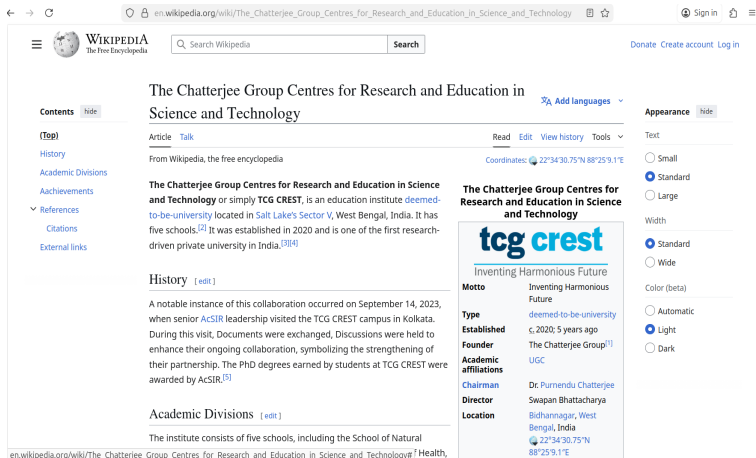 en.wikipedia.org/wiki/The_Chatterjee_Group_Centres_for_Research_and_Education_in_Science_and_Technology
Sign in
WIKIPEDIA
The Free Encyclopedia
Search Wikipedia
Search
Donate Create account Log in
Contents hide
(Top)
History
Academic Divisions
Aachievements
References
Citations
External links
The Chatterjee Group Centres for Research and Education in
Science and Technology
Add languages
Article Talk
Read Edit View history Tools
From Wikipedia, the free encyclopedia
Coordinates: 22°34′30.75″N 88°25′9.1″E
The Chatterjee Group Centres for Research and Education in Science
and Technology or simply TCG CREST, is an education institute deemed-
to-be-university located in Salt Lake's Sector V, West Bengal, India. It has
five schools.[2] It was established in 2020 and is one of the first research-
driven private university in India.[3][4]
History [ edit ]
A notable instance of this collaboration occurred on September 14, 2023,
when senior AcSIR leadership visited the TCG CREST campus in Kolkata.
During this visit, Documents were exchanged, Discussions were held to
enhance their ongoing collaboration, symbolizing the strengthening of
their partnership. The PhD degrees earned by students at TCG CREST were
awarded by AcSIR.[5]
Academic Divisions [ edit ]
The institute consists of five schools, including the School of Natural
f Health,
The Chatterjee Group Centres for
Research and Education in Science
and Technology
tcg crest
Inventing Harmonious Future
Motto Inventing Harmonious
Future
Type deemed-to-be-university
Established c. 2020; 5 years ago
Founder The Chatterjee Group[1]
Academic UGC
affiliations
Chairman Dr. Purnendu Chatterjee
Director Swapan Bhattacharya
Location Bidhannagar, West
Bengal, India
22°34′30.75″N
88°25′9.1″E
Appearance hide
Text
Small
Standard
Large
Width
Standard
Wide
Color (beta)
Automatic
Light
Dark
en.wikipedia.org/wiki/The_Chatterjee_Group_Centres_for_Research_and_Education_in_Science_and_Technology#